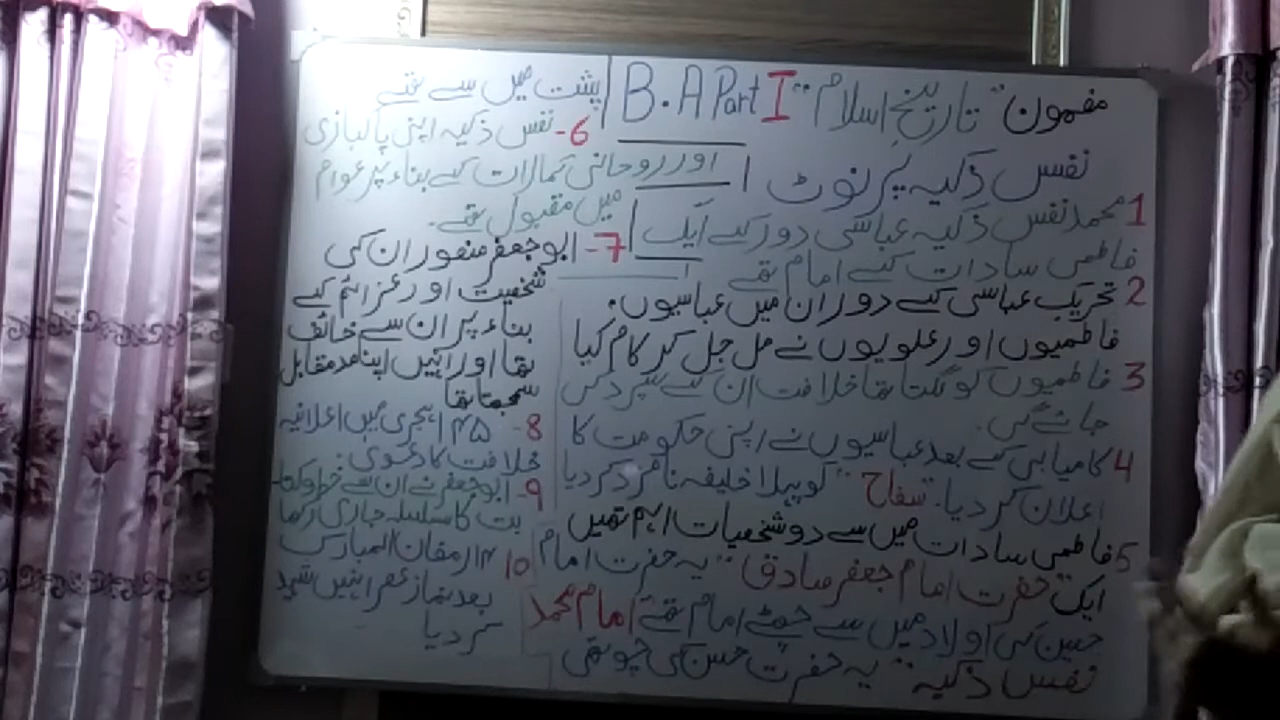 مضمون "تاریخ اسلام" B.A Part I
نفس ذکیہ پر نوٹ
1 محمد نفس ذکیہ عباسی دور کے ایک
فاطمی سادات کے امام تھے
2 تحریک عباسی کے دوران میں عباسیوں.
فاطمیوں اور علویوں نے مل جل کر کام کیا
3 فاطمیوں کو لگتا تھا خلافت ان کے سپرد کی
جائے گی.
4 کامیابی کے بعد عباسیوں نے اپنی حکومت کا
اعلان کر دیا. "سفاح" کو پہلا خلیفہ نامزد کر دیا
5 فاطمی سادات میں سے دو شخصیات اہم تھیں
ایک "حضرت امام جعفر صادق" یہ حضرت امام
حسین کی اولاد میں سے چھٹے امام تھے "امام محمد
نفس ذکیہ" یہ حضرت حسن کی چوتھی
پشت میں سے تھے
6- نفس ذکیہ اپنی پاکبازی
اور روحانی کمالات کے بناء پر عوام
میں مقبول تھے.
7- ابو جعفر منصور ان کی
شخصیت اور عزائم کے
بناء پر ان سے خائف
تھا اور انہیں اپنا مد مقابل
سمجھتا تھا
8- 145 ہجری میں اعلانیہ
خلافت کا دعویٰ.
9- ابو جعفر نے ان سے خط و کتا
بت کا سلسلہ جاری رکھا
10 14 رمضان المبارک
بعد نماز عصر انہیں شہید
کر دیا